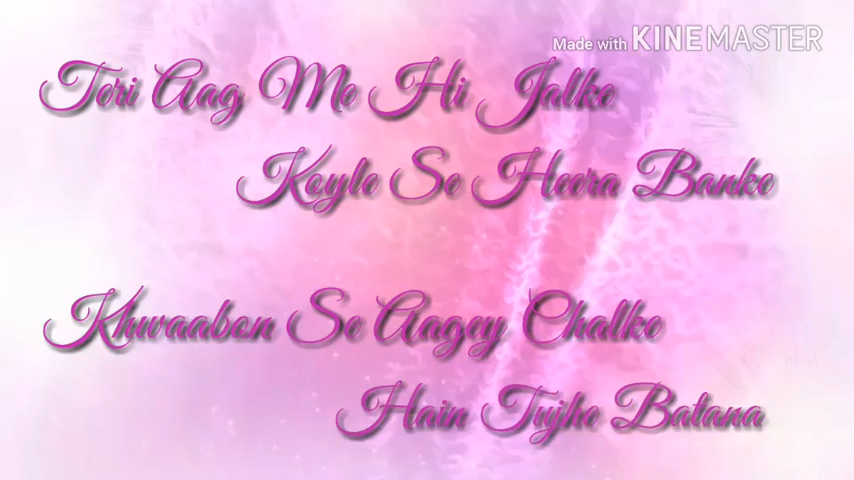 Made with KINEMASTER
Teri Aag Me Hi Jalke
Koyle Se Heera Banke
Khwaabon Se Aagey Chalke
Hain Tujhe Batana